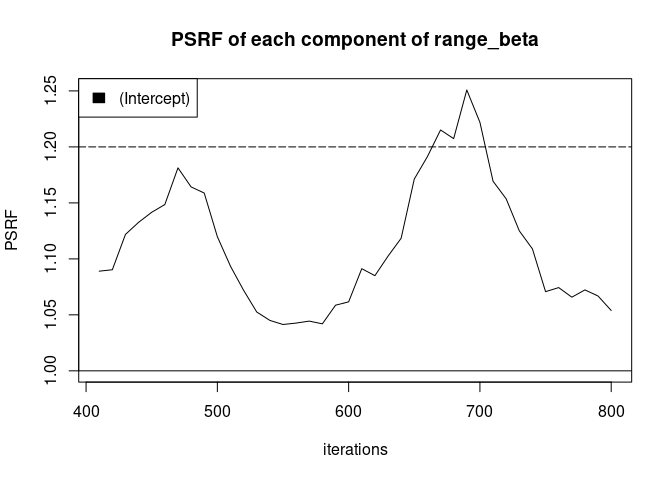 PSRF of each component of range_beta
(Intercept)
PSRF
1.25
1.20
1.15
1.10
1.05
1.00
400 500 600 700 800
iterations